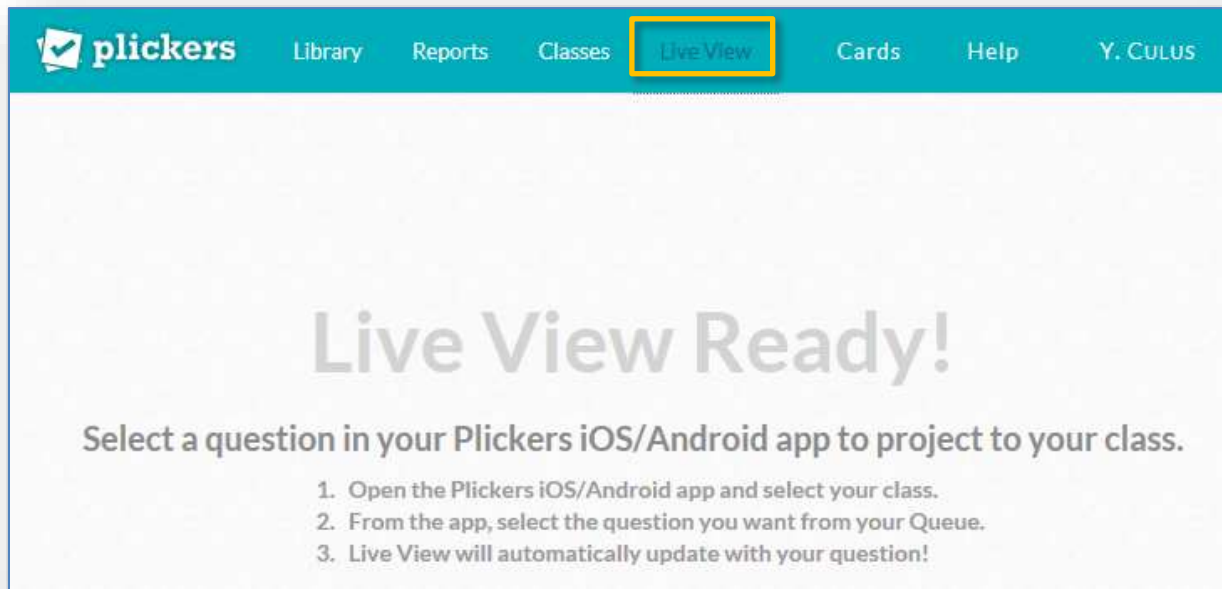 plickers Library Reports Classes Live View Cards Help Y. CULUS
Live View Ready!
Select a question in your Plickers iOS/Android app to project to your class.
1. Open the Plickers iOS/Android app and select your class.
2. From the app, select the question you want from your Queue.
3. Live View will automatically update with your question!